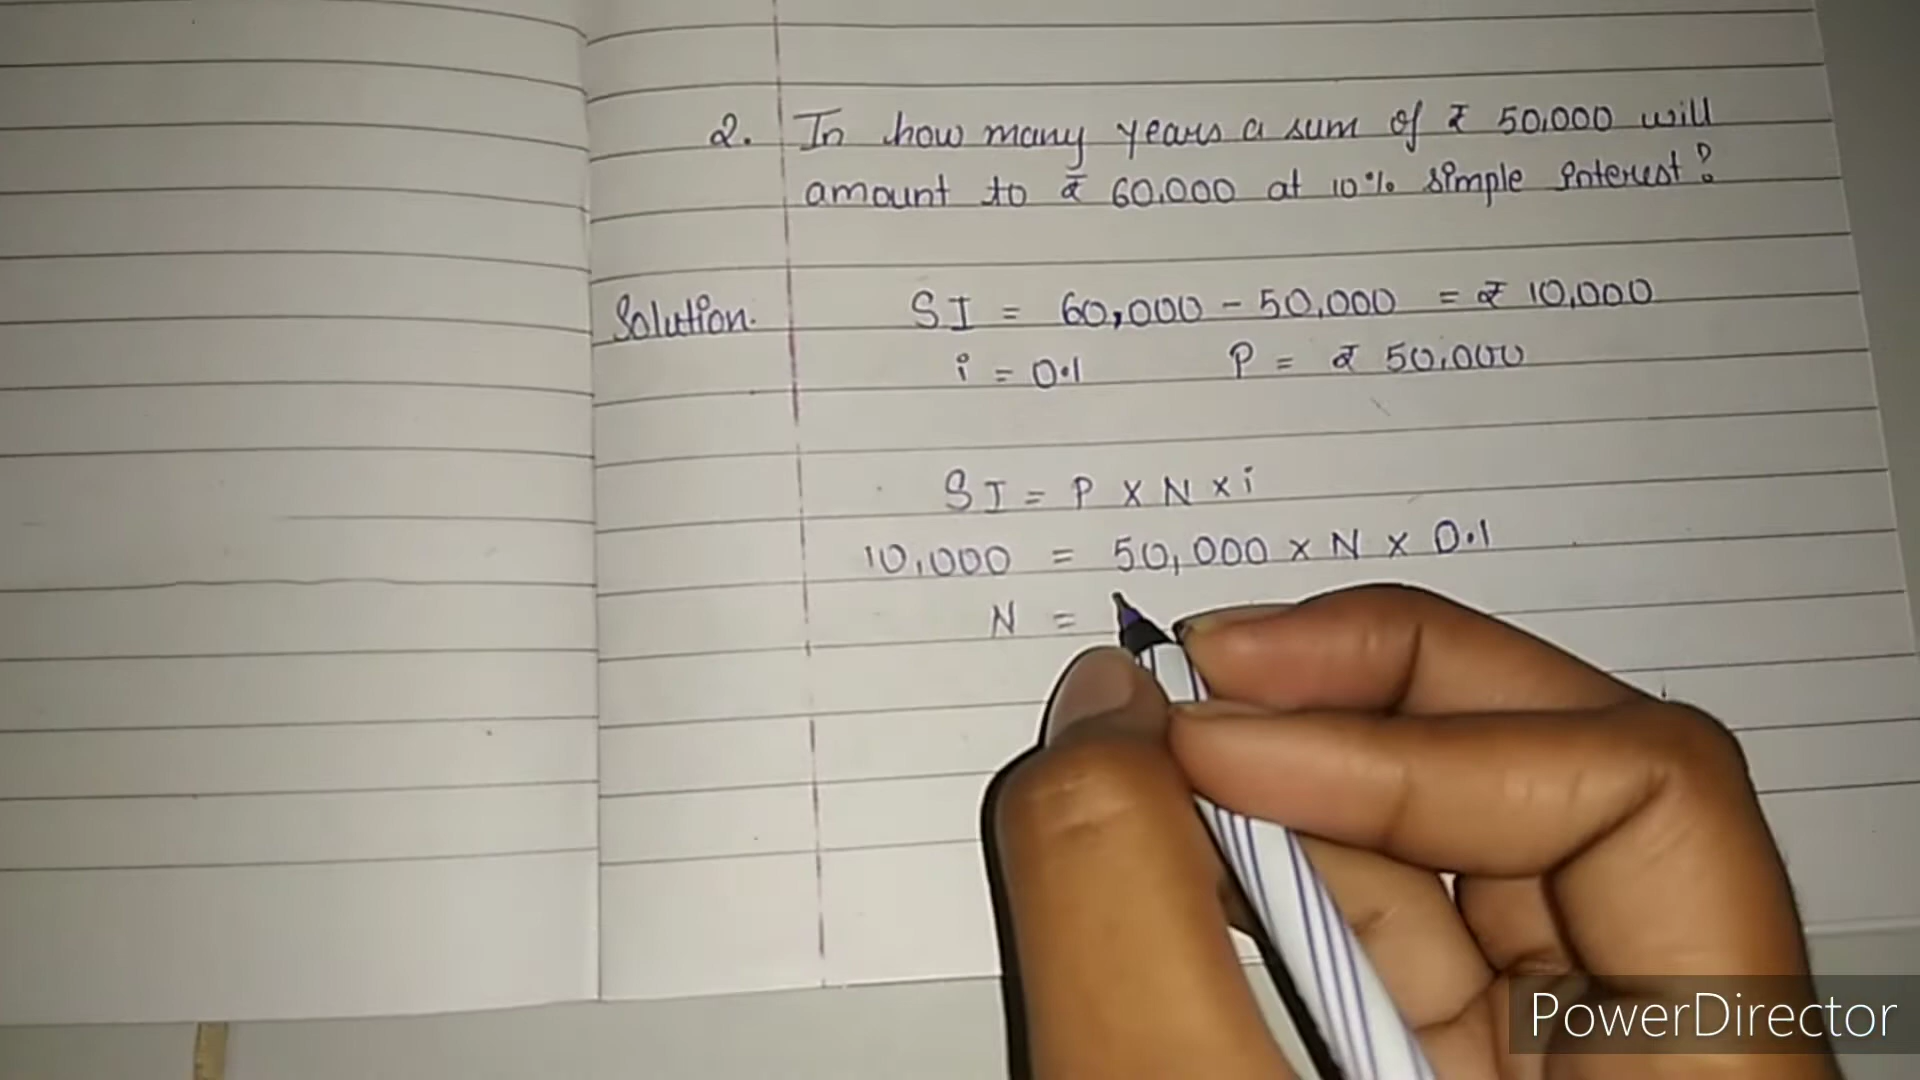 2. In how many years a sum of ₹ 50,000 will
amount to ₹ 60,000 at 10% simple interest?
Solution. SI = 60,000 - 50,000 = ₹ 10,000
i = 0.1 P = ₹ 50,000
SI = P × N × i
10,000 = 50,000 × N × 0.1
N =
PowerDirector